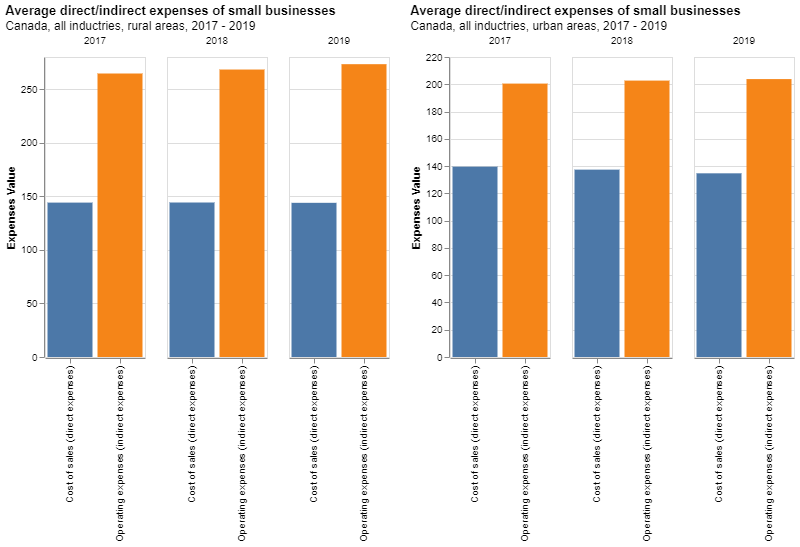 Average direct/indirect expenses of small businesses
Canada, all inductries, rural areas, 2017 - 2019
2017
2018
2019
Expenses Value
250
200
150
100
50
0
Cost of sales (direct expenses)
Operating expenses (indirect expenses)
Cost of sales (direct expenses)
Operating expenses (indirect expenses)
Cost of sales (direct expenses)
Operating expenses (indirect expenses)
Average direct/indirect expenses of small businesses
Canada, all inductries, urban areas, 2017 - 2019
2017
2018
2019
Expenses Value
220
200
180
160
140
120
100
80
60
40
20
0
Cost of sales (direct expenses)
Operating expenses (indirect expenses)
Cost of sales (direct expenses)
Operating expenses (indirect expenses)
Cost of sales (direct expenses)
Operating expenses (indirect expenses)